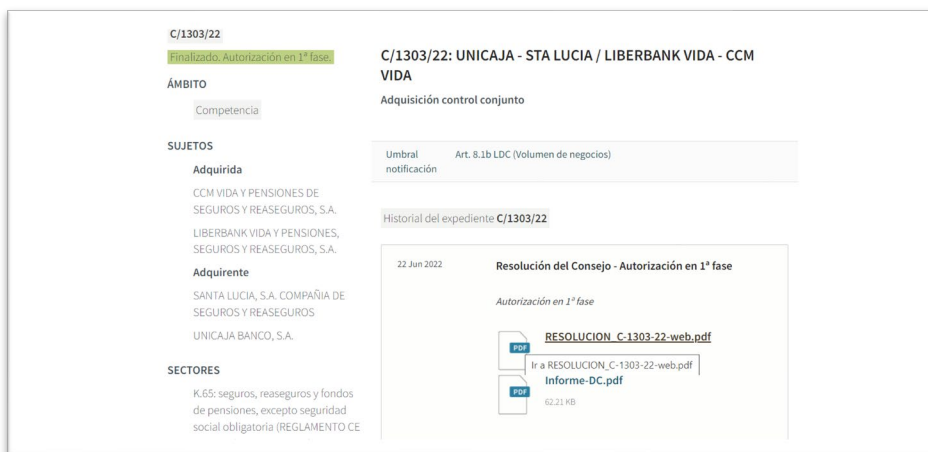 C/1303/22
Finalizado. Autorización en 1ª fase.
ÁMBITO
Competencia
SUJETOS
Adquirida
CCM VIDA Y PENSIONES DE
SEGUROS Y REASEGUROS, S.A.
LIBERBANK VIDA Y PENSIONES,
SEGUROS Y REASEGUROS, S.A.
Adquirente
SANTA LUCIA, S.A. COMPAÑIA DE
SEGUROS Y REASEGUROS
UNICAJA BANCO, S.A.
SECTORES
K.65: seguros, reaseguros y fondos
de pensiones, excepto seguridad
social obligatoria (REGLAMENTO CE
C/1303/22: UNICAJA - STA LUCIA / LIBERBANK VIDA - CCM
VIDA
Adquisición control conjunto
Umbral
notificación
Art. 8.1b LDC (Volumen de negocios)
Historial del expediente C/1303/22
22 Jun 2022
Resolución del Consejo - Autorización en 1ª fase
Autorización en 1ª fase
PDF
RESOLUCION_C-1303-22-web.pdf
Ir a RESOLUCION_C-1303-22-web.pdf
PDF
Informe-DC.pdf
62.21 KB